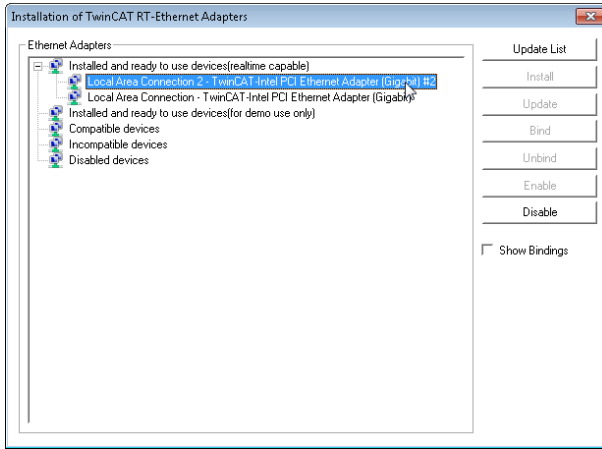 Installation of TwinCAT RT-Ethernet Adapters
Ethernet Adapters
Installed and ready to use devices(realtime capable)
Local Area Connection 2 - TwinCAT-Intel PCI Ethernet Adapter (Gigabit) #2
Local Area Connection - TwinCAT-Intel PCI Ethernet Adapter (Gigabit)
Installed and ready to use devices(for demo use only)
Compatible devices
Incompatible devices
Disabled devices
Update List
Install
Update
Bind
Unbind
Enable
Disable
Show Bindings